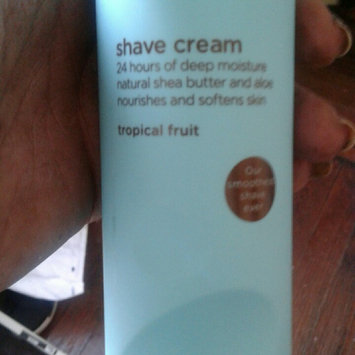 shave cream
24 hours of deep moisture
natural shea butter and aloe
nourishes and softens skin
tropical fruit
Our
smoothest
shave
ever